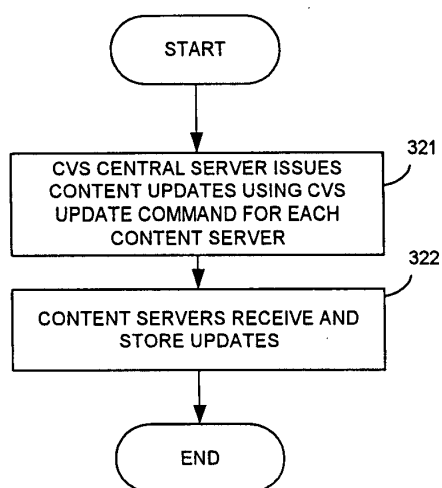 START
321
CVS CENTRAL SERVER ISSUES
CONTENT UPDATES USING CVS
UPDATE COMMAND FOR EACH
CONTENT SERVER
322
CONTENT SERVERS RECEIVE AND
STORE UPDATES
END